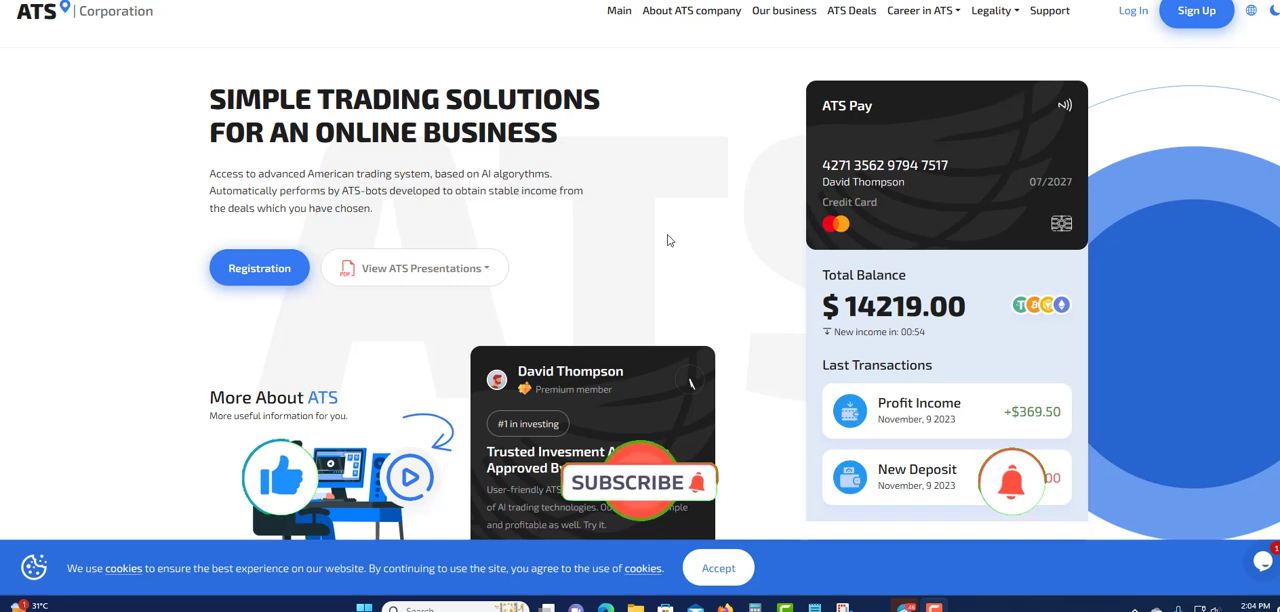 ATS | Corporation
Main About ATS company Our business ATS Deals Career in ATS Legality Support Log In Sign Up
SIMPLE TRADING SOLUTIONS
FOR AN ONLINE BUSINESS
Access to advanced American trading system, based on AI algorythms.
Automatically performs by ATS-bots developed to obtain stable income from
the deals which you have chosen.
Registration
PDF View ATS Presentations
More About ATS
More useful information for you.
David Thompson
Premium member
#1 in investing
Trusted Invesment
Approved B
User-friendly ATS
of AI trading technologies.
and profitable as well. Try it.
SUBSCRIBE
ATS Pay
4271 3562 9794 7517
David Thompson 07/2027
Credit Card
Total Balance
$ 14219.00
New income in: 00:54
Last Transactions
Profit Income
November, 9 2023
+$369.50
New Deposit
November, 9 2023
00
We use cookies to ensure the best experience on our website. By continuing to use the site, you agree to the use of cookies.
Accept
1
1
31°C
Search
2:04 PM